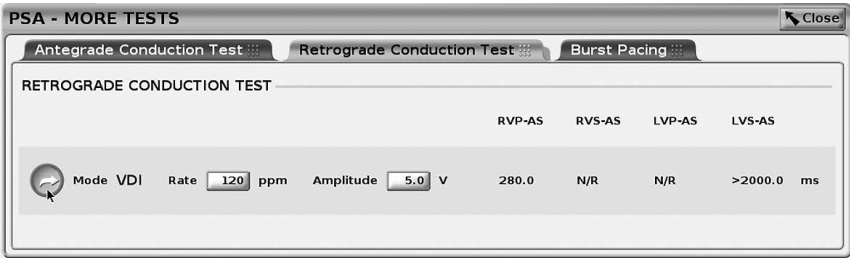 PSA - MORE TESTS Close
Antegrade Conduction Test Retrograde Conduction Test Burst Pacing
RETROGRADE CONDUCTION TEST
RVP-AS RVS-AS LVP-AS LVS-AS
Mode VDI Rate 120 ppm Amplitude 5.0 V 280.0 N/R N/R >2000.0 ms